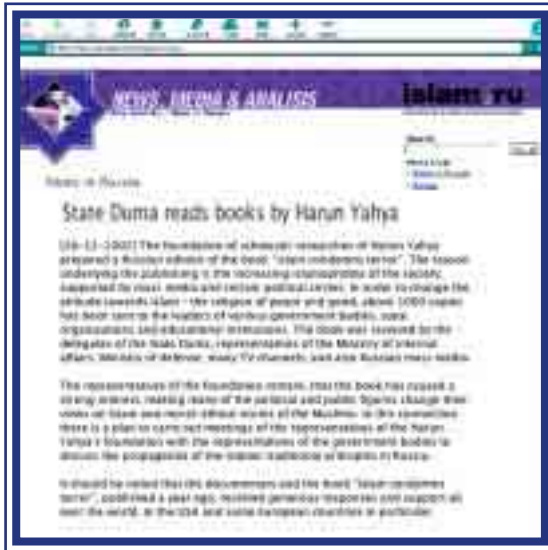 NEWS, MEDIA & ANALISIS
islam ru
News in Russia
State Duma reads books by Harun Yahya
The foundation of scientific researches of Harun Yahya
prepared a Russian edition of the book "Islam condemns terror". The reason
underlying the publishing is the increasing islamophobia of the society,
supported by mass media and certain political circles. In order to change the
attitude towards Islam - the religion of peace and good, about 1000 copies
has been sent to the leaders of various government bodies, state
organizations and educational institutions. The book was received by the
delegates of the State Duma, representatives of the Ministry of internal
affairs, Ministry of defense, many TV channels, and also Russian mass media.
The representatives of the foundation remark, that the book has caused a
strong interest, making many of the political and public figures change their
views on Islam and moral-ethical norms of the Muslims. In this connection
there is a plan to carry out meetings of the representatives of the Harun
Yahya's foundation with the representatives of the government bodies to
discuss the propaganda of the Islamic traditional principles in Russia.
It should be noted that the documentary and the book "Islam condemns
terror", published a year ago, received generous responses and support all
over the world, in the USA and some European countries in particular.